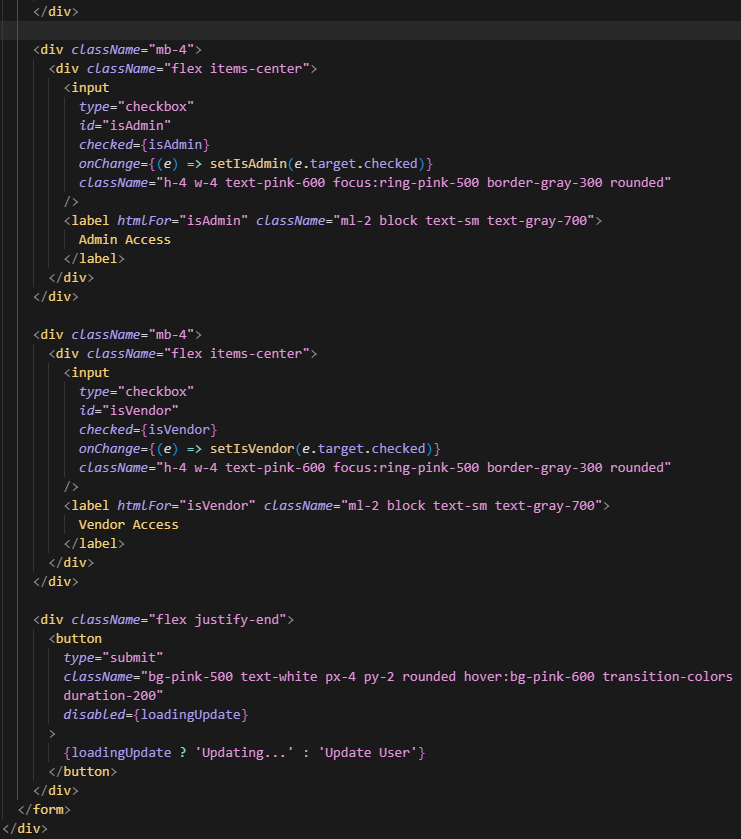 </div>
<div className="mb-4">
<div className="flex items-center">
<input
type="checkbox"
id="isAdmin"
checked={isAdmin}
onChange={(e) => setIsAdmin(e.target.checked)}
className="h-4 w-4 text-pink-600 focus:ring-pink-500 border-gray-300 rounded"
/>
<label htmlFor="isAdmin" className="ml-2 block text-sm text-gray-700">
Admin Access
</label>
</div>
</div>
<div className="mb-4">
<div className="flex items-center">
<input
type="checkbox"
id="isVendor"
checked={isVendor}
onChange={(e) => setIsVendor(e.target.checked)}
className="h-4 w-4 text-pink-600 focus:ring-pink-500 border-gray-300 rounded"
/>
<label htmlFor="isVendor" className="ml-2 block text-sm text-gray-700">
Vendor Access
</label>
</div>
</div>
<div className="flex justify-end">
<button
type="submit"
className="bg-pink-500 text-white px-4 py-2 rounded hover:bg-pink-600 transition-colors
duration-200"
disabled={loadingUpdate}
>
{loadingUpdate ? 'Updating...' : 'Update User'}
</button>
</div>
</form>
</div>